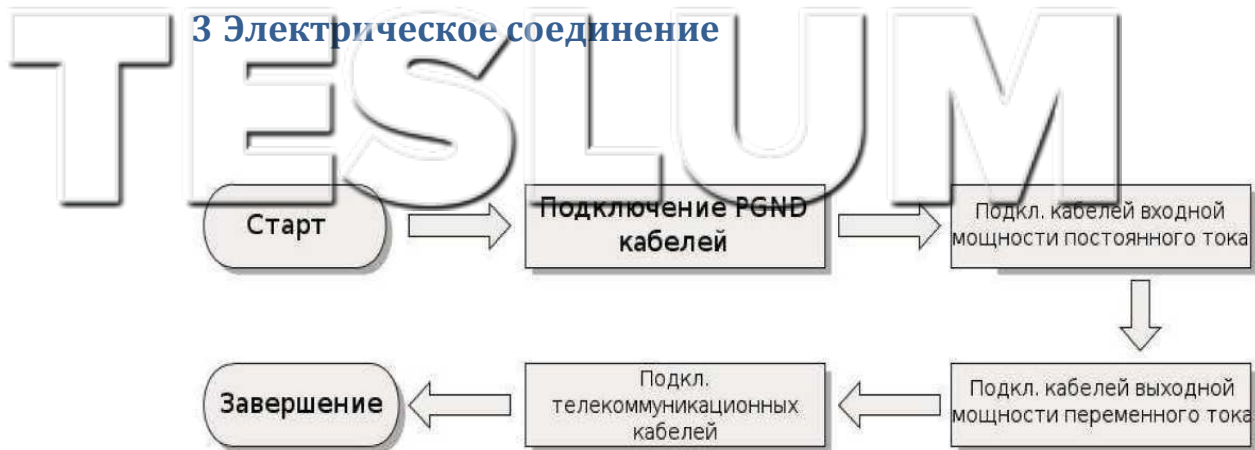 3 Электрическое соединение
TESLUM
Старт
Подключение PGND
кабелей
Подкл. кабелей входной
мощности постоянного тока
Подкл. кабелей выходной
мощности переменного тока
Подкл.
телекоммуникационных
кабелей
Завершение